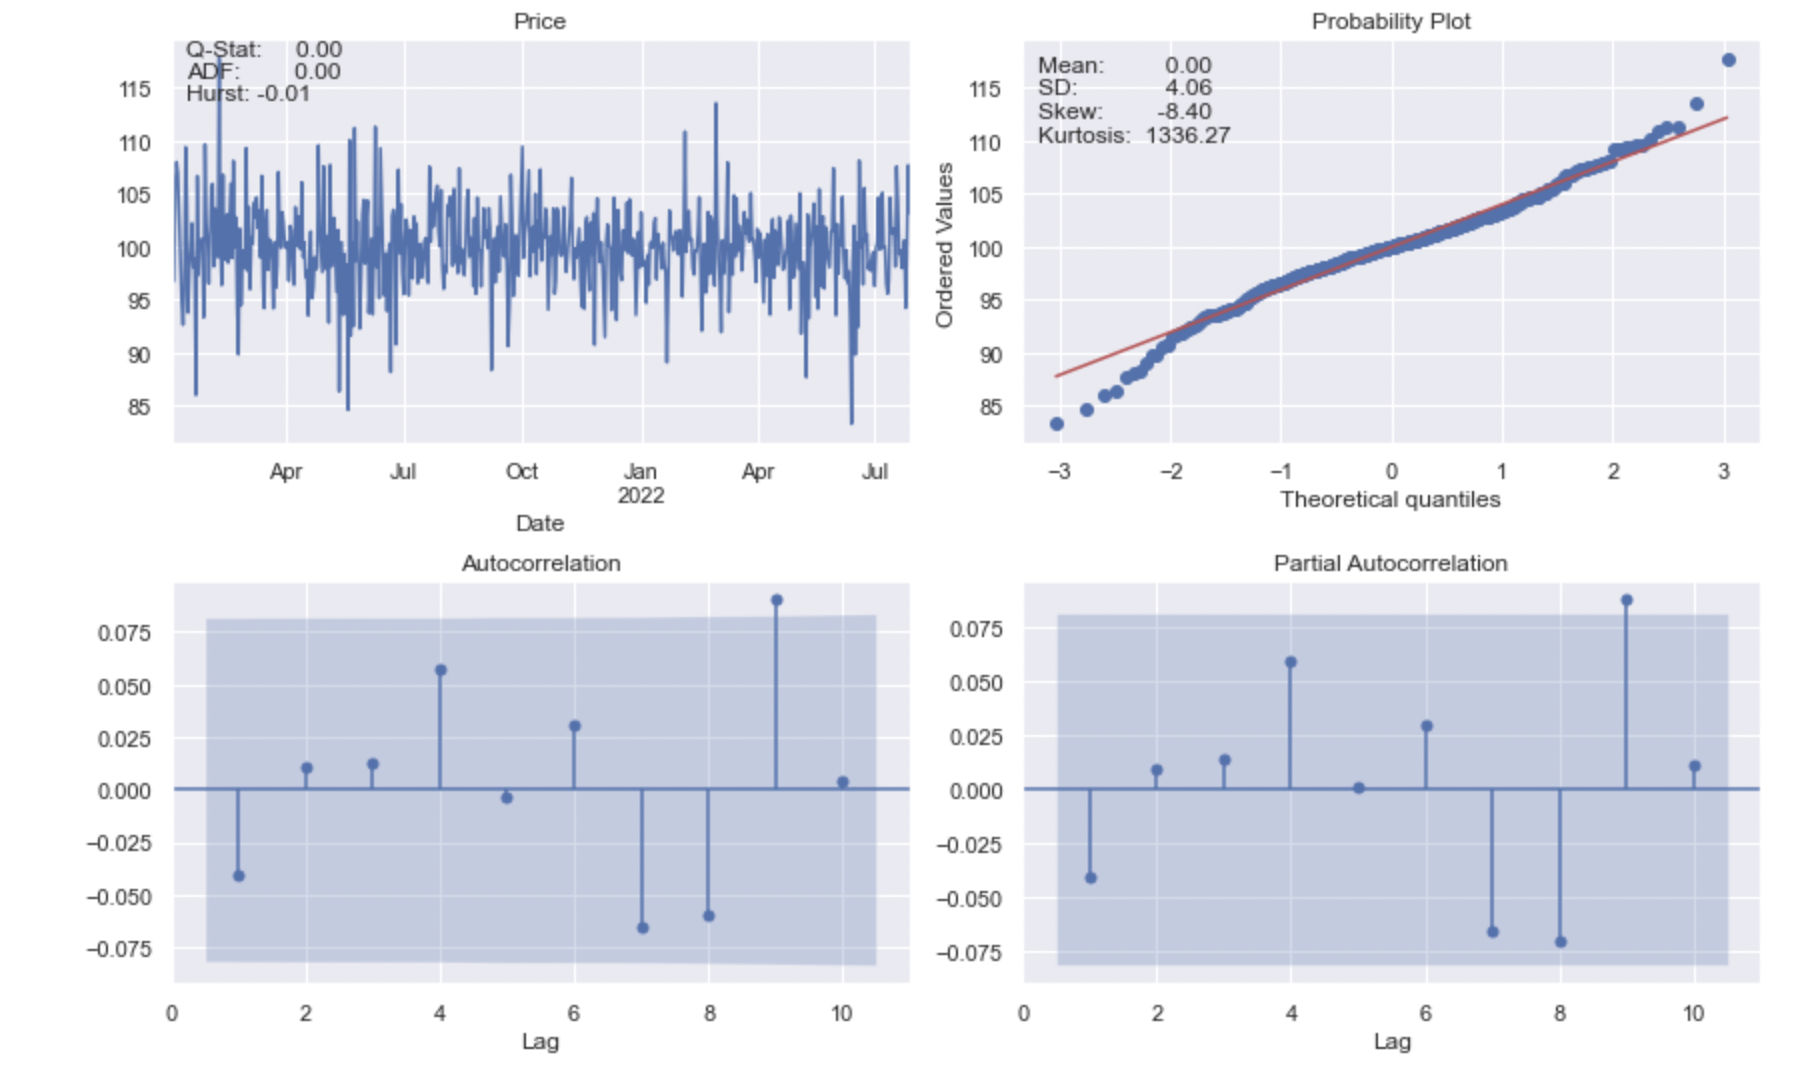 Price
Q-Stat: 0.00
ADF: 0.00
Hurst: -0.01
115
110
105
100
95
90
85
Apr Jul Oct Jan Apr Jul
2022
Date
Probability Plot
Mean: 0.00
SD: 4.06
Skew: -8.40
Kurtosis: 1336.27
Ordered Values
115
110
105
100
95
90
85
−3 −2 −1 0 1 2 3
Theoretical quantiles
Autocorrelation
0.075
0.050
0.025
0.000
−0.025
−0.050
−0.075
0 2 4 6 8 10
Lag
Partial Autocorrelation
0.075
0.050
0.025
0.000
−0.025
−0.050
−0.075
0 2 4 6 8 10
Lag